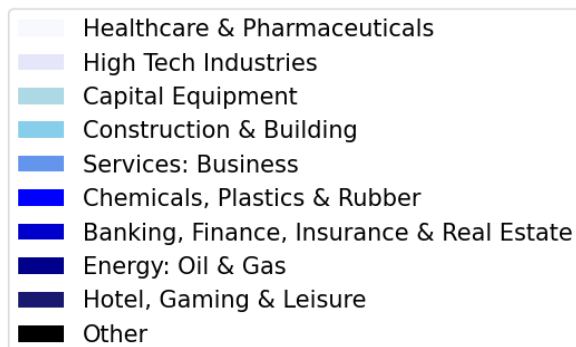 Healthcare & Pharmaceuticals
High Tech Industries
Capital Equipment
Construction & Building
Services: Business
Chemicals, Plastics & Rubber
Banking, Finance, Insurance & Real Estate
Energy: Oil & Gas
Hotel, Gaming & Leisure
Other